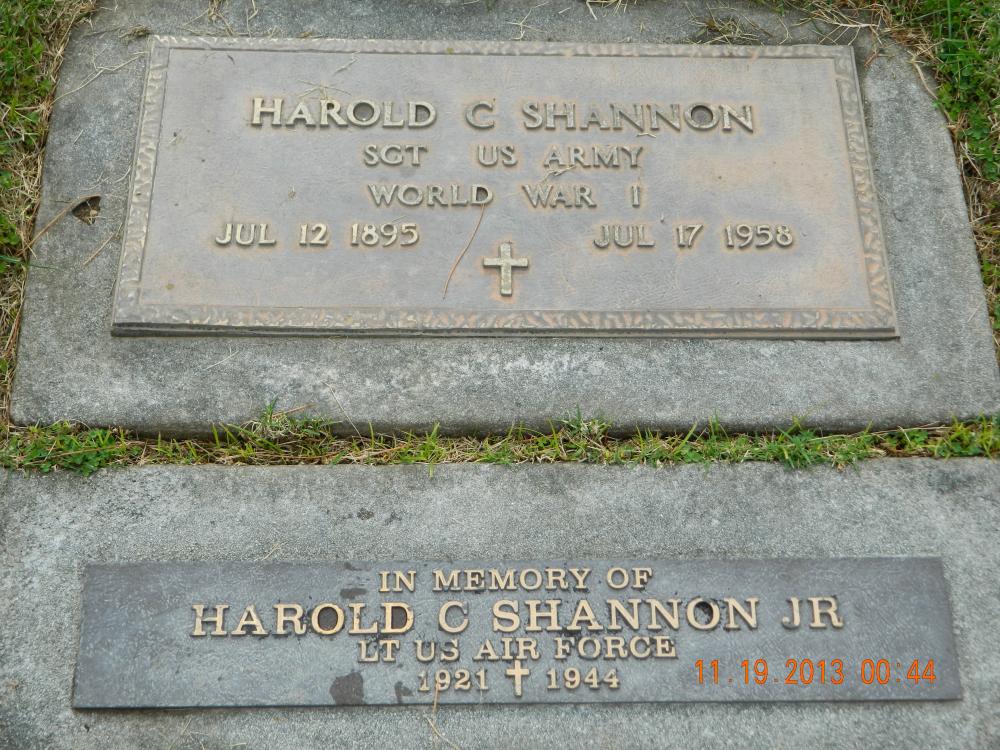 HAROLD C SHANNON
SGT US ARMY
WORLD WAR I
JUL 12 1895 JUL 17 1958
IN MEMORY OF
HAROLD C SHANNON JR
LT US AIR FORCE
1921 1944
11.19.2013 00:44